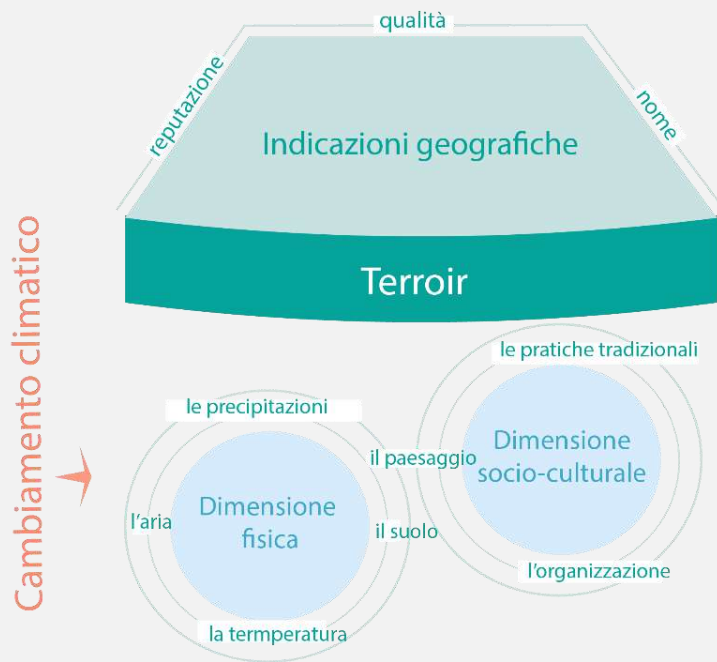 qualità
reputazione
nome
Indicazioni geografiche
Terroir
Cambiamento climatico
le pratiche tradizionali
Dimensione
socio-culturale
il paesaggio
l'organizzazione
le precipitazioni
l'aria
Dimensione
fisica
il suolo
la termperatura